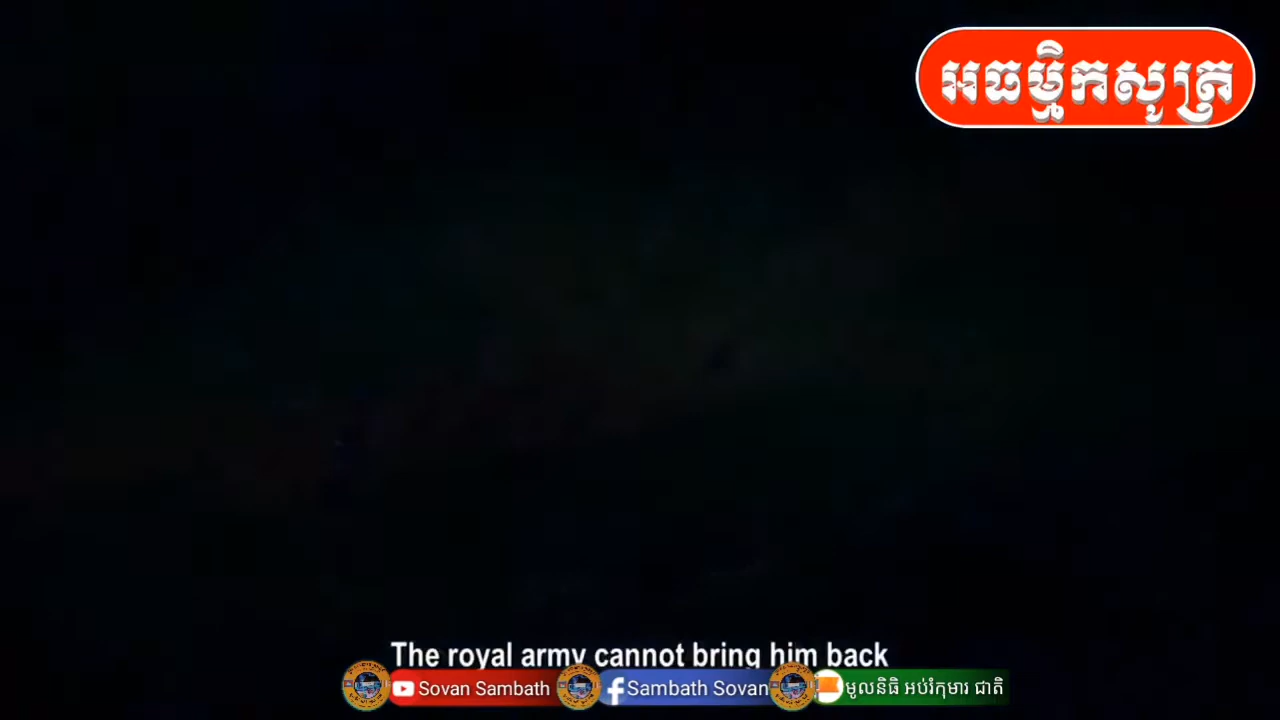 អធម្មិកសូត្រ
The royal army cannot bring him back
Sovan Sambath
Sambath Sovan
មូលនិធិ អប់រំកុមារ ជាតិ